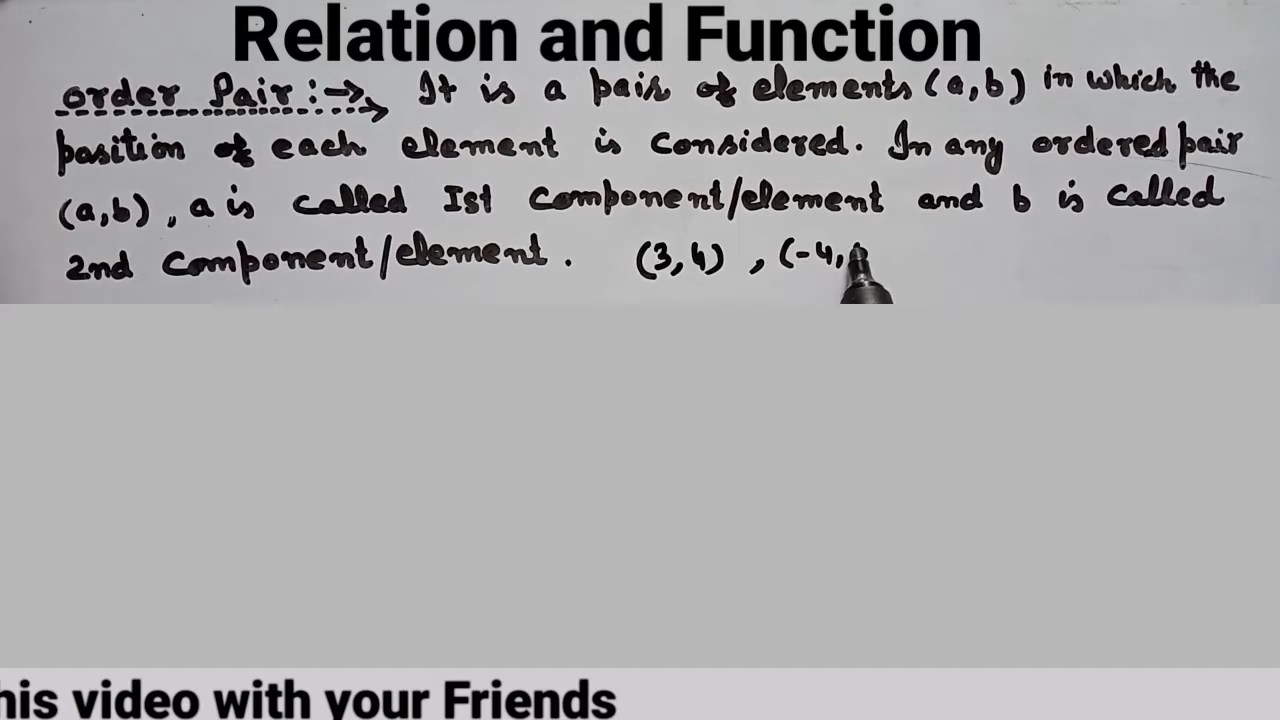 Relation and Function
order Pair :→ It is a pair of elements (a,b) in which the
position of each element is considered. In any ordered pair
(a,b), a is called Ist component/element and b is called
2nd component/element. (3,4) , (-4,
his video with your Friends